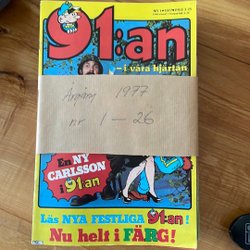 91:an
– i våra hjärtan
1977
nr 1 – 26
En NY
CARLSSON
i 91:an
Läs NYA FESTLIGA 91:an!
Nu helt i FÄRG!